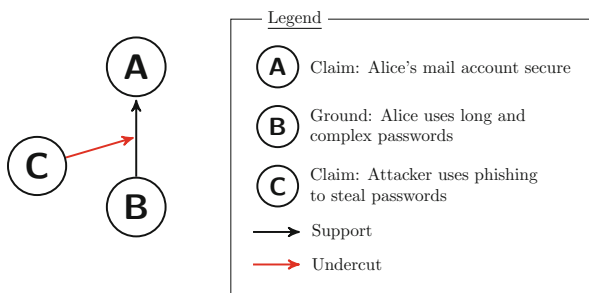 A
C
B
Legend
A Claim: Alice's mail account secure
B Ground: Alice uses long and
complex passwords
C Claim: Attacker uses phishing
to steal passwords
Support
Undercut